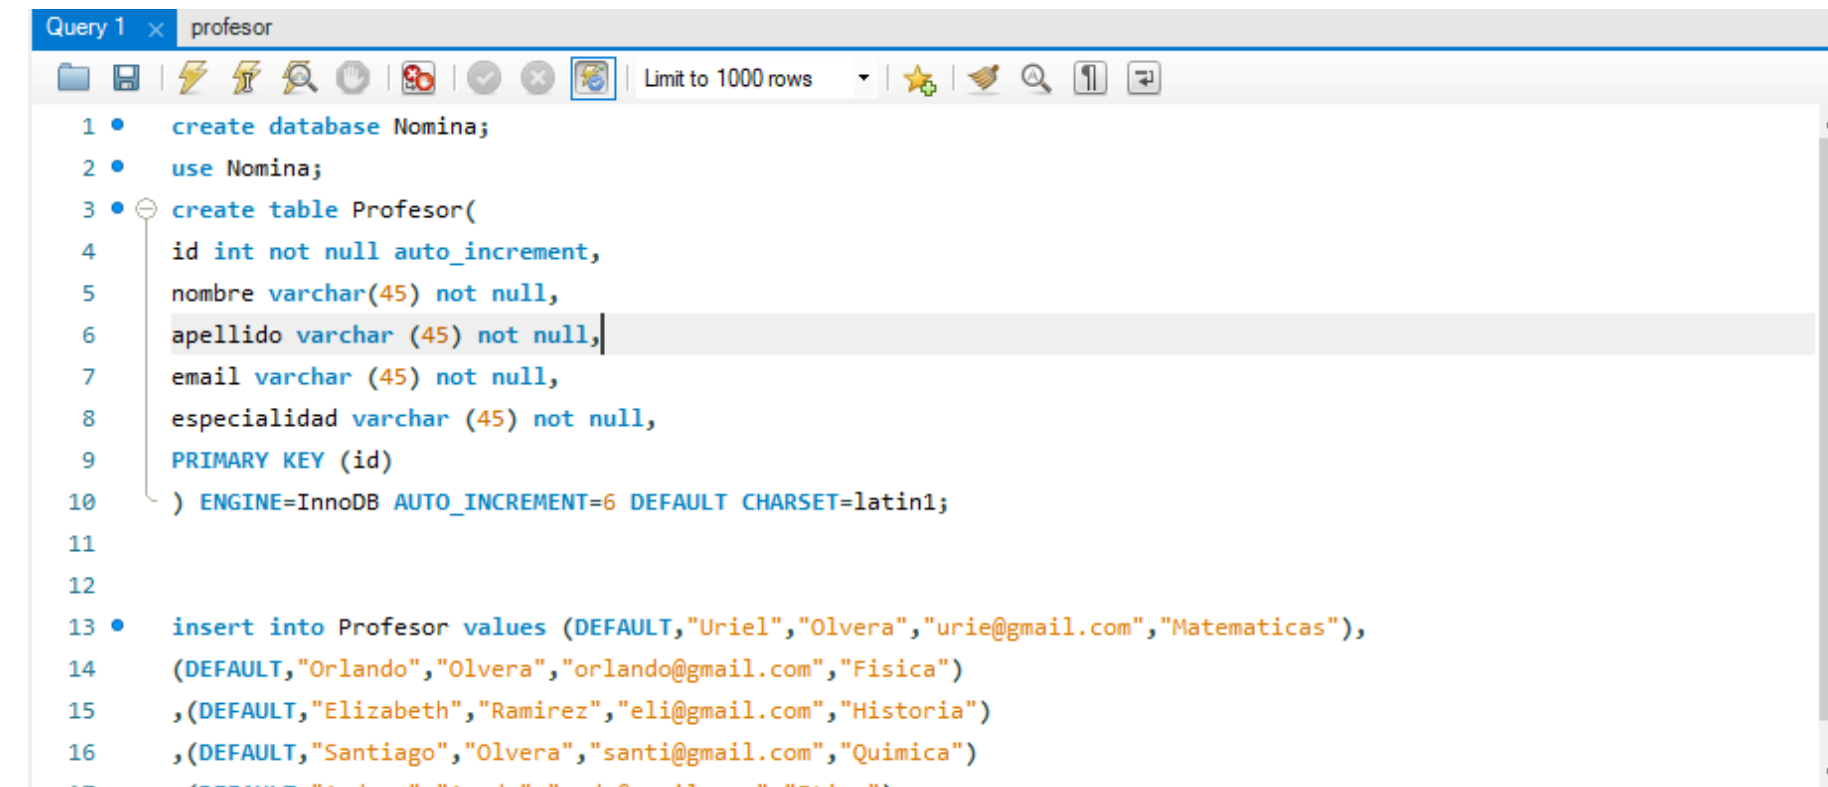 Query 1 profesor
Limit to 1000 rows
1 create database Nomina;
2 use Nomina;
3 create table Profesor(
4 id int not null auto_increment,
5 nombre varchar(45) not null,
6 apellido varchar (45) not null,
7 email varchar (45) not null,
8 especialidad varchar (45) not null,
9 PRIMARY KEY (id)
10 ) ENGINE=InnoDB AUTO_INCREMENT=6 DEFAULT CHARSET=latin1;
11
12
13 insert into Profesor values (DEFAULT,"Uriel","Olvera","urie@gmail.com","Matematicas"),
14 (DEFAULT,"Orlando","Olvera","orlando@gmail.com","Fisica")
15 ,(DEFAULT,"Elizabeth","Ramirez","eli@gmail.com","Historia")
16 ,(DEFAULT,"Santiago","Olvera","santi@gmail.com","Quimica")